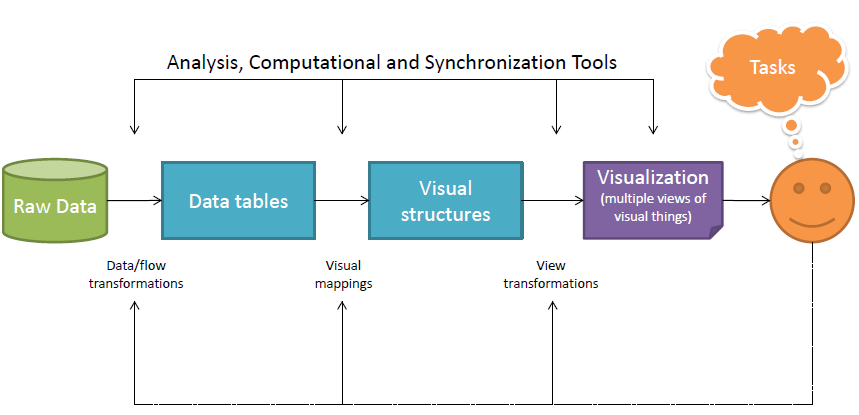 Analysis, Computational and Synchronization Tools
Tasks
Raw Data
Data tables
Visual
structures
Visualization
(multiple views of
visual things)
Data/flow
transformations
Visual
mappings
View
transformations